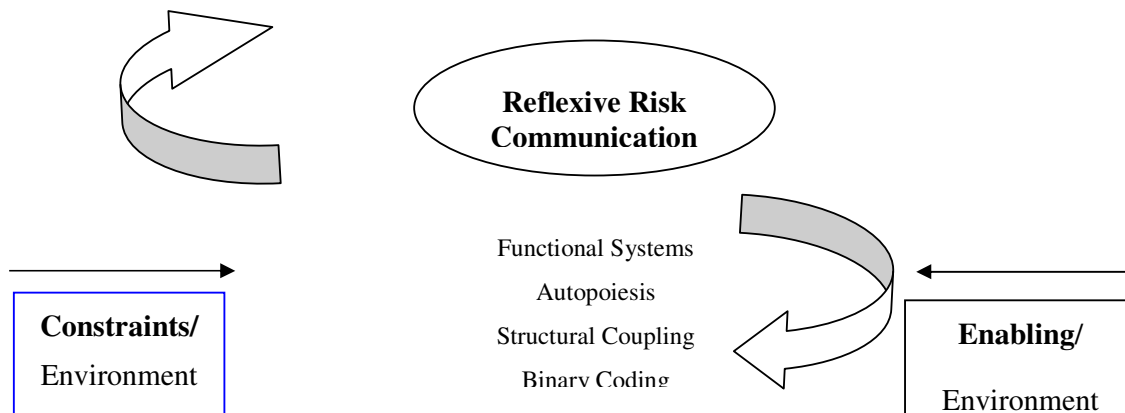 Reflexive Risk
Communication
Functional Systems
Autopoiesis
Structural Coupling
Binary Coding
Constraints/
Environment
Enabling/
Environment